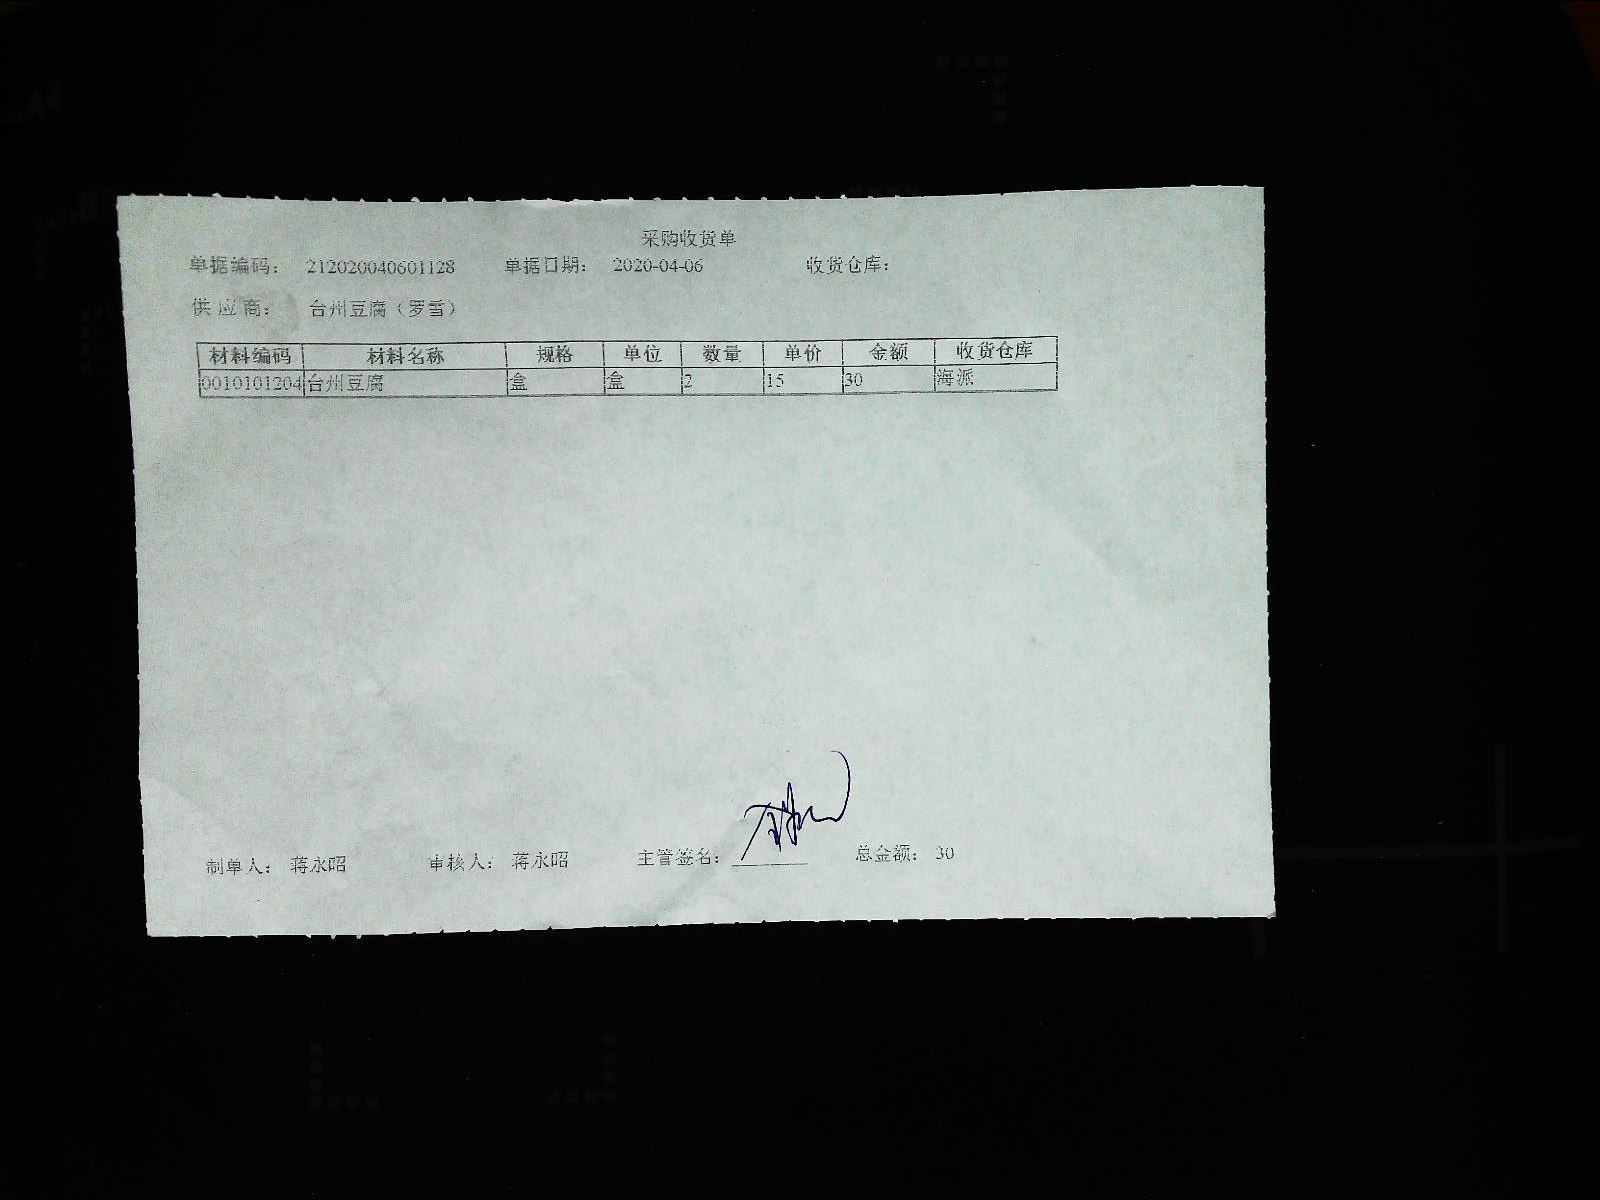 采购收货单
单据编码： 212020040601128 单据日期： 2020-04-06 收货仓库：
供应商： 台州豆腐（罗雪）
材料编码 材料名称 规格 单位 数量 单价 金额 收货仓库
0010101204 台州豆腐 盒 盒 2 15 30 海派
制单人： 蒋永昭 审核人： 蒋永昭 主管签名： 总金额： 30